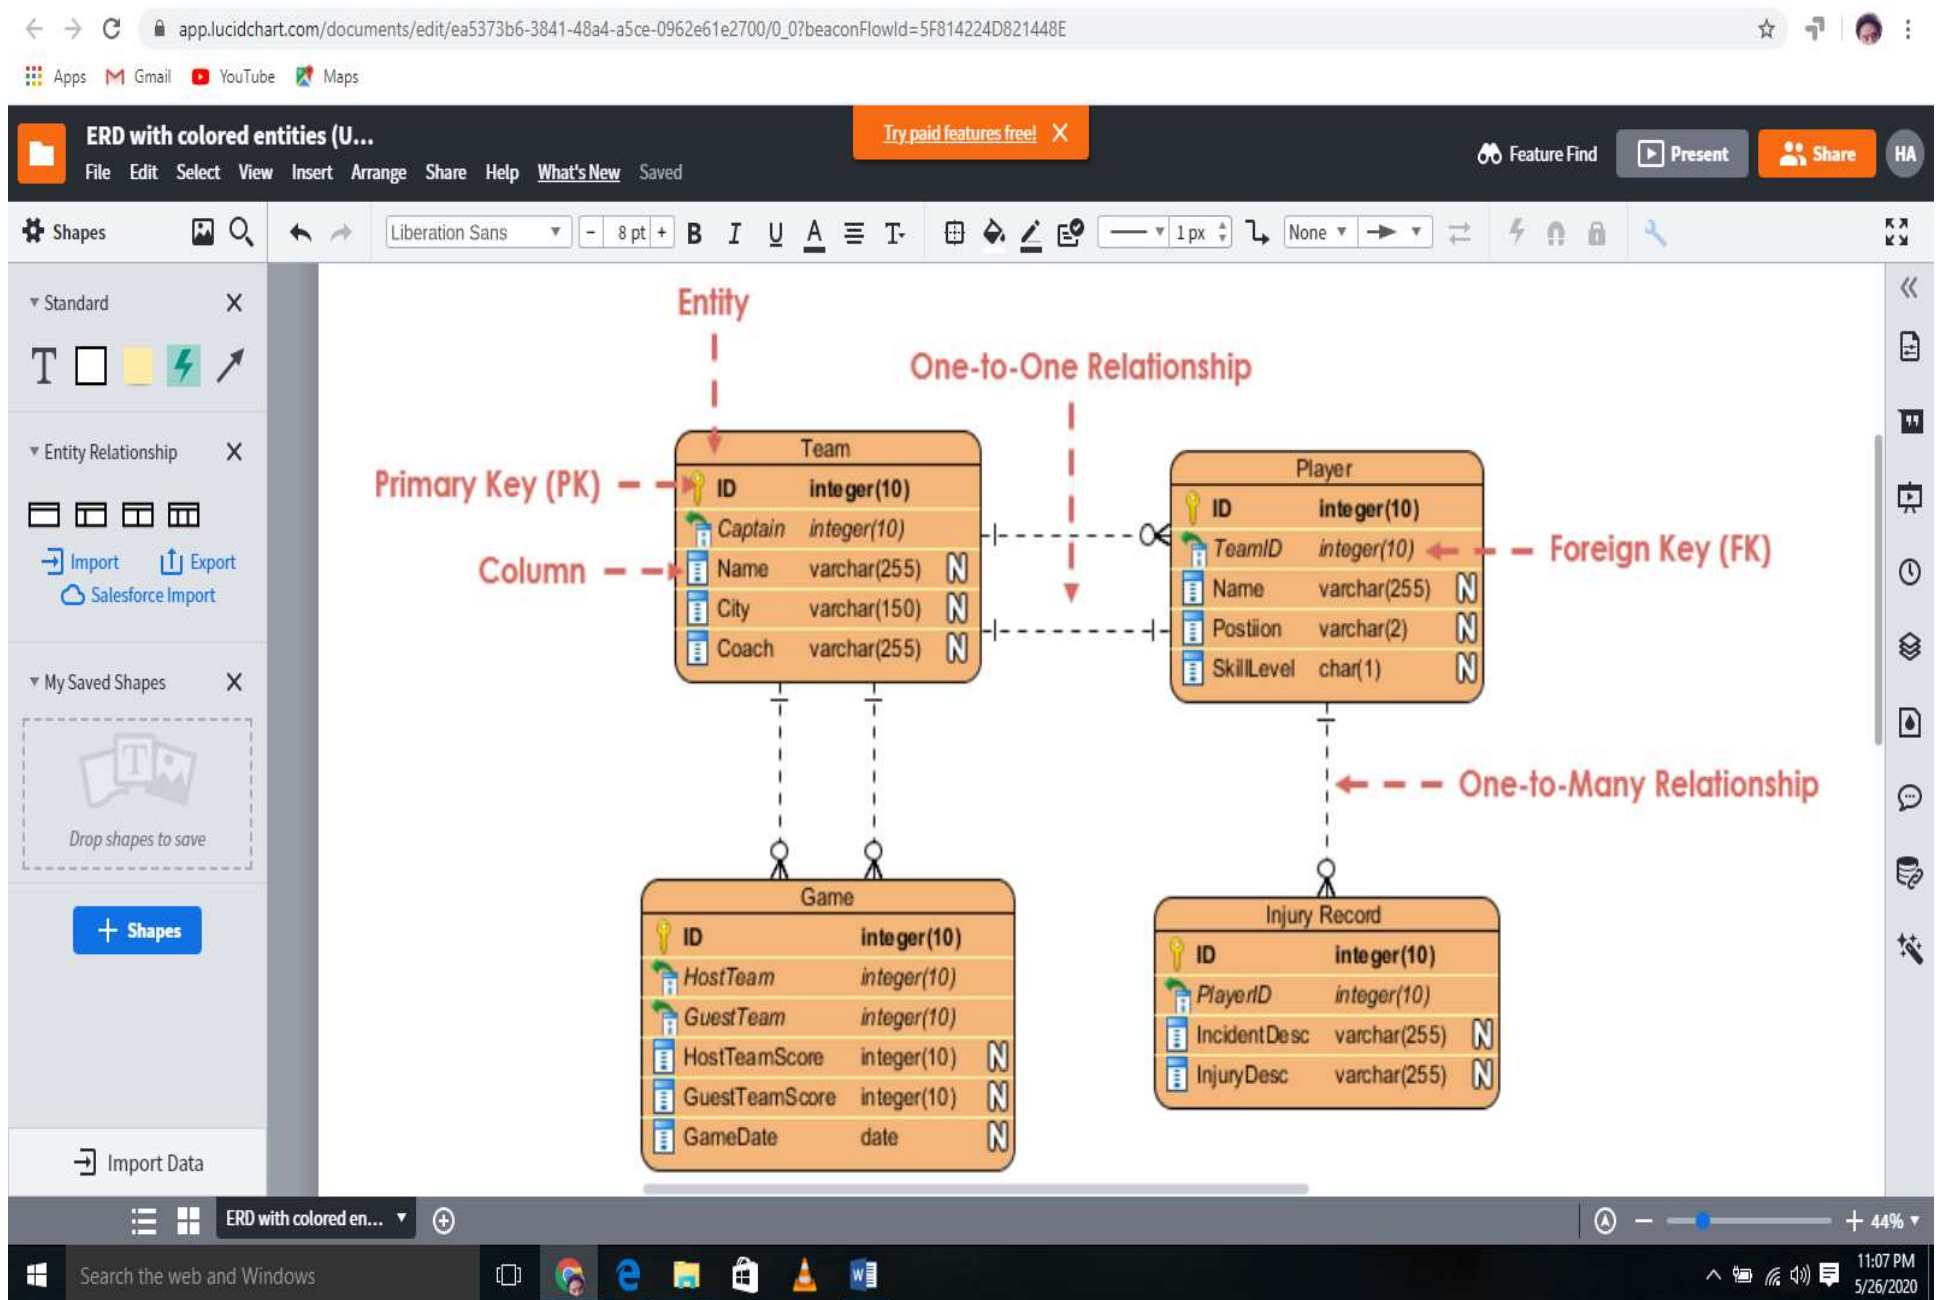 app.lucidchart.com/documents/edit/ea5373b6-3841-48a4-a5ce-0962e61e2700/0_0?beaconFlowId=5F814224D821448E
Apps Gmail YouTube Maps
ERD with colored entities (U...
Try paid features free! X
File Edit Select View Insert Arrange Share Help What's New Saved
Feature Find Present Share HA
Shapes
Liberation Sans - 8 pt + B I U A T 1 px None
Standard X
T
Entity Relationship X
Import Export
Salesforce Import
My Saved Shapes X
T
Drop shapes to save
+ Shapes
Import Data
Entity
One-to-One Relationship
Primary Key (PK)
Column
Team
ID integer(10)
Captain integer(10)
Name varchar(255) N
City varchar(150) N
Coach varchar(255) N
Player
ID integer(10)
TeamID integer(10)
Name varchar(255) N
Postiion varchar(2) N
SkillLevel char(1) N
Foreign Key (FK)
One-to-Many Relationship
Game
ID integer(10)
HostTeam integer(10)
GuestTeam integer(10)
HostTeamScore integer(10) N
GuestTeamScore integer(10) N
GameDate date N
Injury Record
ID integer(10)
PlayerID integer(10)
IncidentDesc varchar(255) N
InjuryDesc varchar(255) N
ERD with colored en...
44%
Search the web and Windows
11:07 PM
5/26/2020